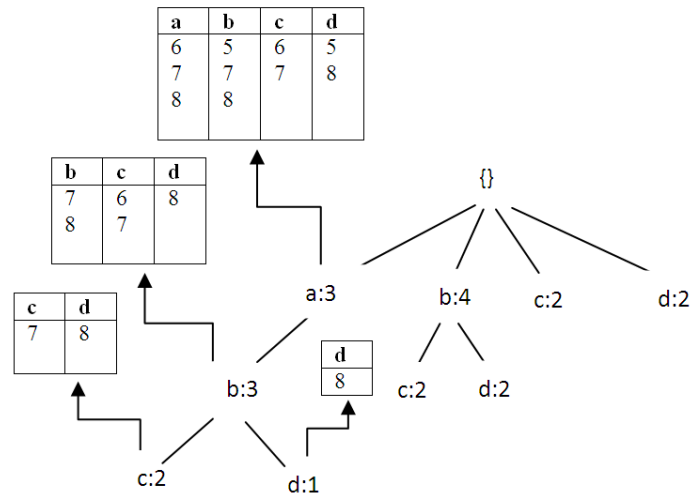 a b c d
6 5 6 5
7 7 7 8
8 8
b c d
7 6 8
8 7
{}
a:3 b:4 c:2 d:2
c d
7 8
d
8
b:3 c:2 d:2
c:2 d:1